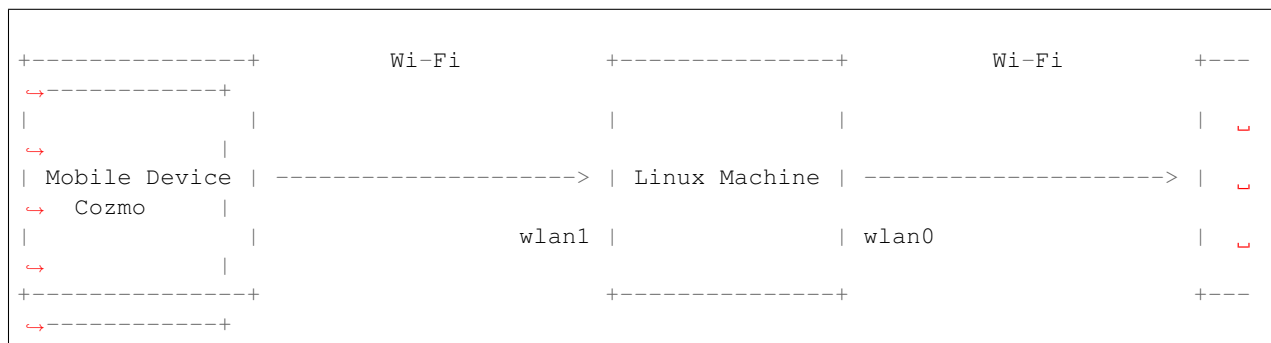 +---------------+           Wi-Fi            +---------------+            Wi-Fi           +---
↪------------+
|               |                            |               |                            |  ␣
↪            |
| Mobile Device | ---------------------> | Linux Machine | ---------------------> |  ␣
↪  Cozmo     |
|               |                      wlan1 |               | wlan0                      |  ␣
↪            |
+---------------+                            +---------------+                            +---
↪------------+